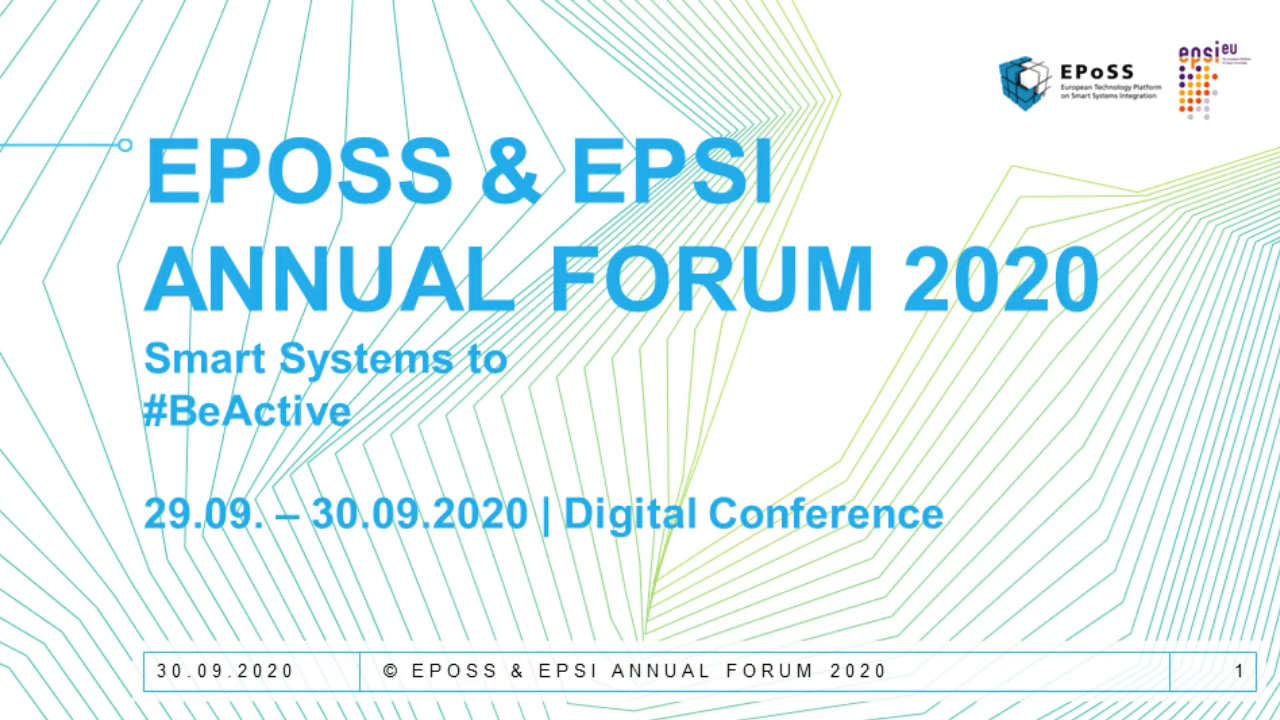 EPoSS
European Technology Platform
on Smart Systems Integration
epsi eu
EPOSS & EPSI
ANNUAL FORUM 2020
Smart Systems to
#BeActive
29.09. – 30.09.2020 | Digital Conference
30.09.2020 © EPOSS & EPSI ANNUAL FORUM 2020 1